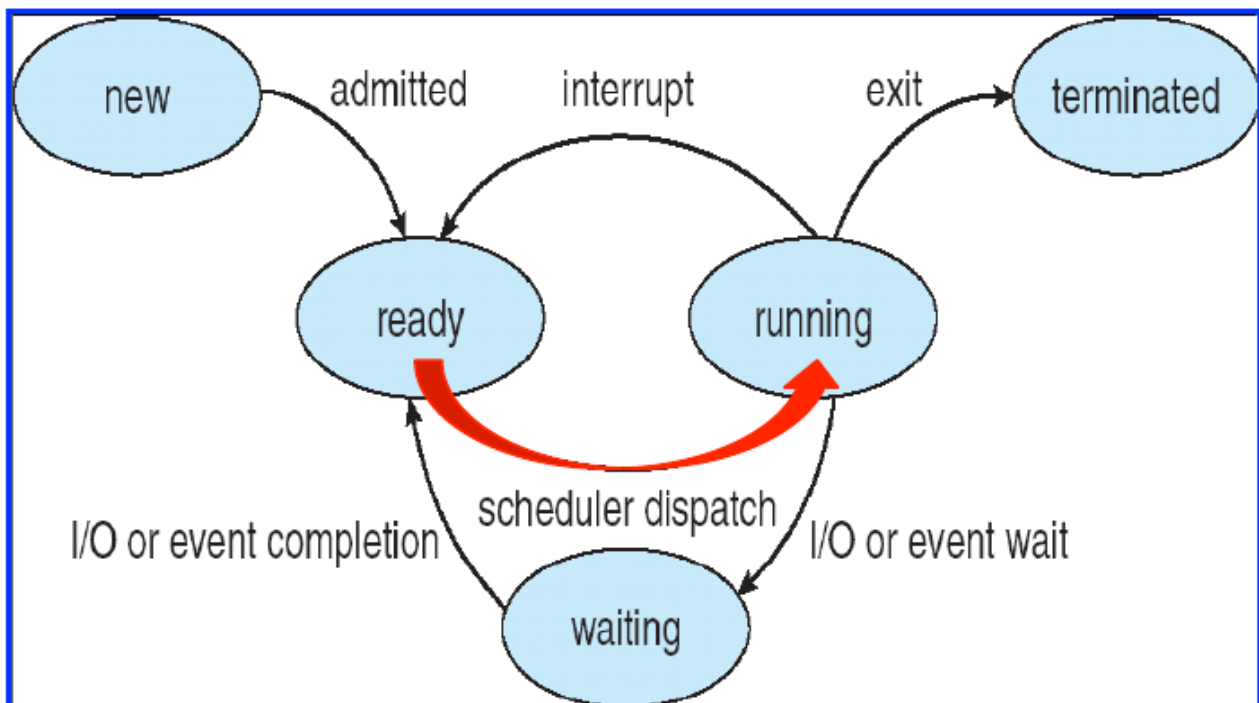 new
admitted
interrupt
exit
terminated
ready
running
scheduler dispatch
I/O or event completion
I/O or event wait
waiting